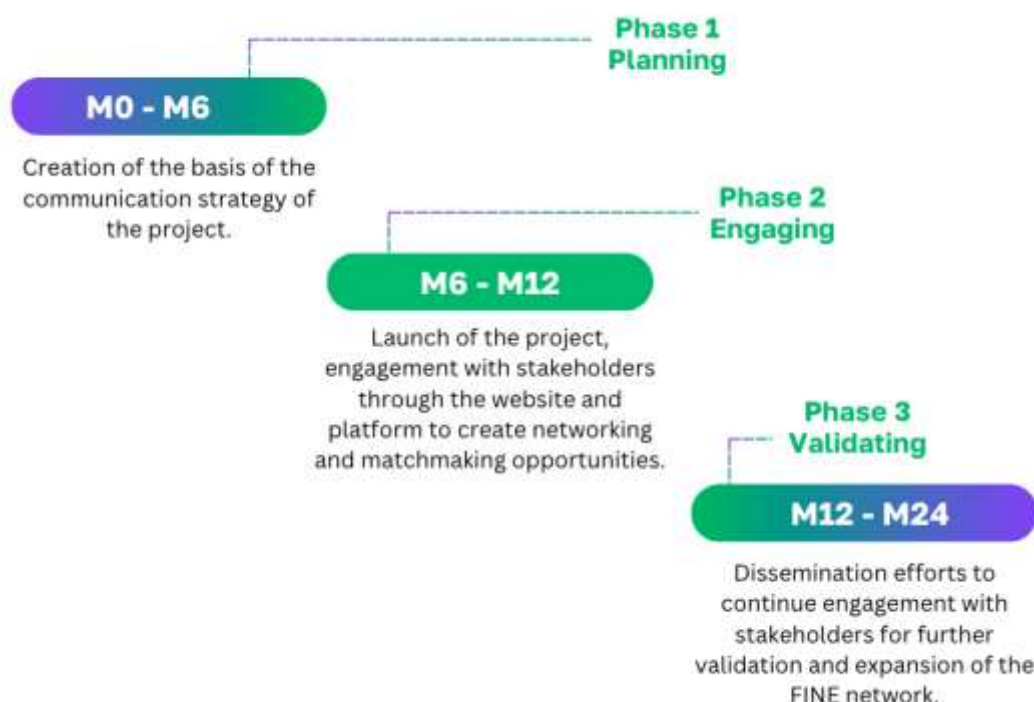 Phase 1
Planning
M0 - M6
Creation of the basis of the
communication strategy of
the project.
Phase 2
Engaging
M6 - M12
Launch of the project,
engagement with stakeholders
through the website and
platform to create networking
and matchmaking opportunities.
Phase 3
Validating
M12 - M24
Dissemination efforts to
continue engagement with
stakeholders for further
validation and expansion of the
FINE network.